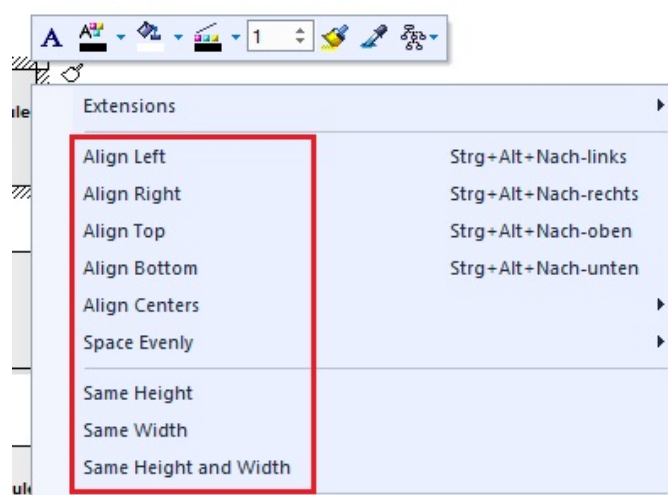 A A 1
ule
Extensions
Align Left Strg+Alt+Nach-links
Align Right Strg+Alt+Nach-rechts
Align Top Strg+Alt+Nach-oben
Align Bottom Strg+Alt+Nach-unten
Align Centers
Space Evenly
Same Height
Same Width
Same Height and Width
ule